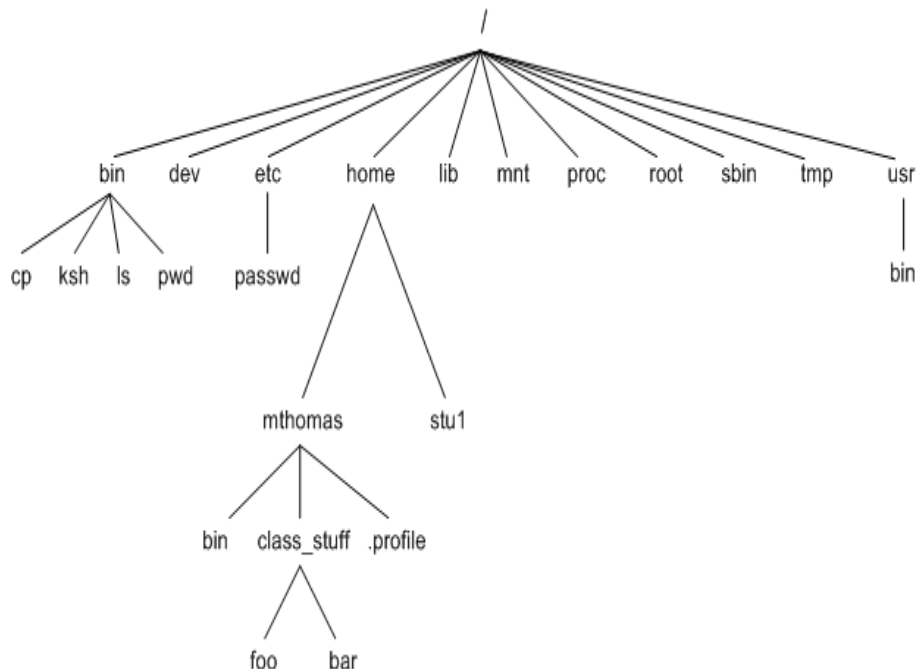 /
bin dev etc home lib mnt proc root sbin tmp usr
cp ksh ls pwd passwd bin
mthomas stu1
bin class_stuff .profile
foo bar